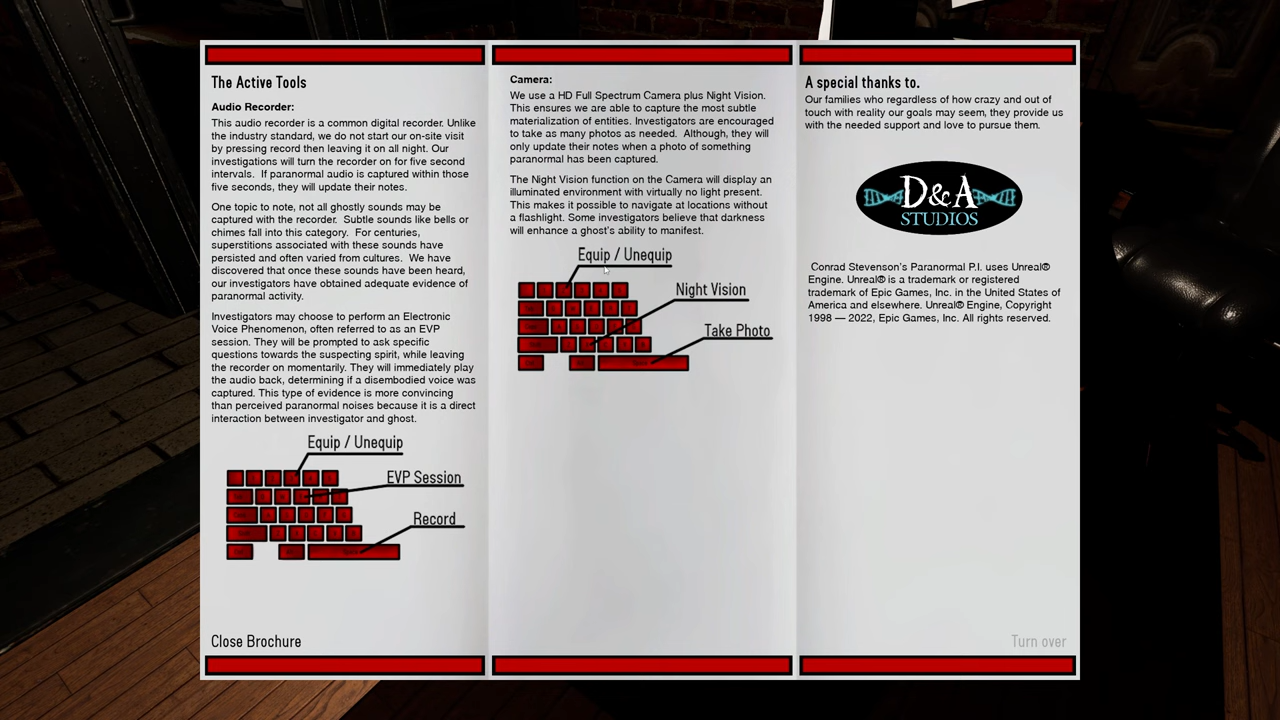 The Active Tools
Audio Recorder:
This audio recorder is a common digital recorder. Unlike
the industry standard, we do not start our on-site visit
by pressing record then leaving it on all night. Our
investigations will turn the recorder on for five second
intervals. If paranormal audio is captured within those
five seconds, they will update their notes.
One topic to note, not all ghostly sounds may be
captured with the recorder. Subtle sounds like bells or
chimes fall into this category. For centuries,
superstitions associated with these sounds have
persisted and often varied from cultures. We have
discovered that once these sounds have been heard,
our investigators have obtained adequate evidence of
paranormal activity.
Investigators may choose to perform an Electronic
Voice Phenomenon, often referred to as an EVP
session. They will be prompted to ask specific
questions towards the suspecting spirit, while leaving
the recorder on momentarily. They will immediately play
the audio back, determining if a disembodied voice was
captured. This type of evidence is more convincing
than perceived paranormal noises because it is a direct
interaction between investigator and ghost.
Equip / Unequip
EVP Session
Record
Close Brochure
Camera:
We use a HD Full Spectrum Camera plus Night Vision.
This ensures we are able to capture the most subtle
materialization of entities. Investigators are encouraged
to take as many photos as needed. Although, they will
only update their notes when a photo of something
paranormal has been captured.
The Night Vision function on the Camera will display an
illuminated environment with virtually no light present.
This makes it possible to navigate at locations without
a flashlight. Some investigators believe that darkness
will enhance a ghost's ability to manifest.
Equip / Unequip
Night Vision
Take Photo
A special thanks to.
Our families who regardless of how crazy and out of
touch with reality our goals may seem, they provide us
with the needed support and love to pursue them.
D&A
STUDIOS
Conrad Stevenson's Paranormal P.I. uses Unreal®
Engine. Unreal® is a trademark or registered
trademark of Epic Games, Inc. in the United States of
America and elsewhere. Unreal® Engine, Copyright
1998 — 2022, Epic Games, Inc. All rights reserved.
Turn over